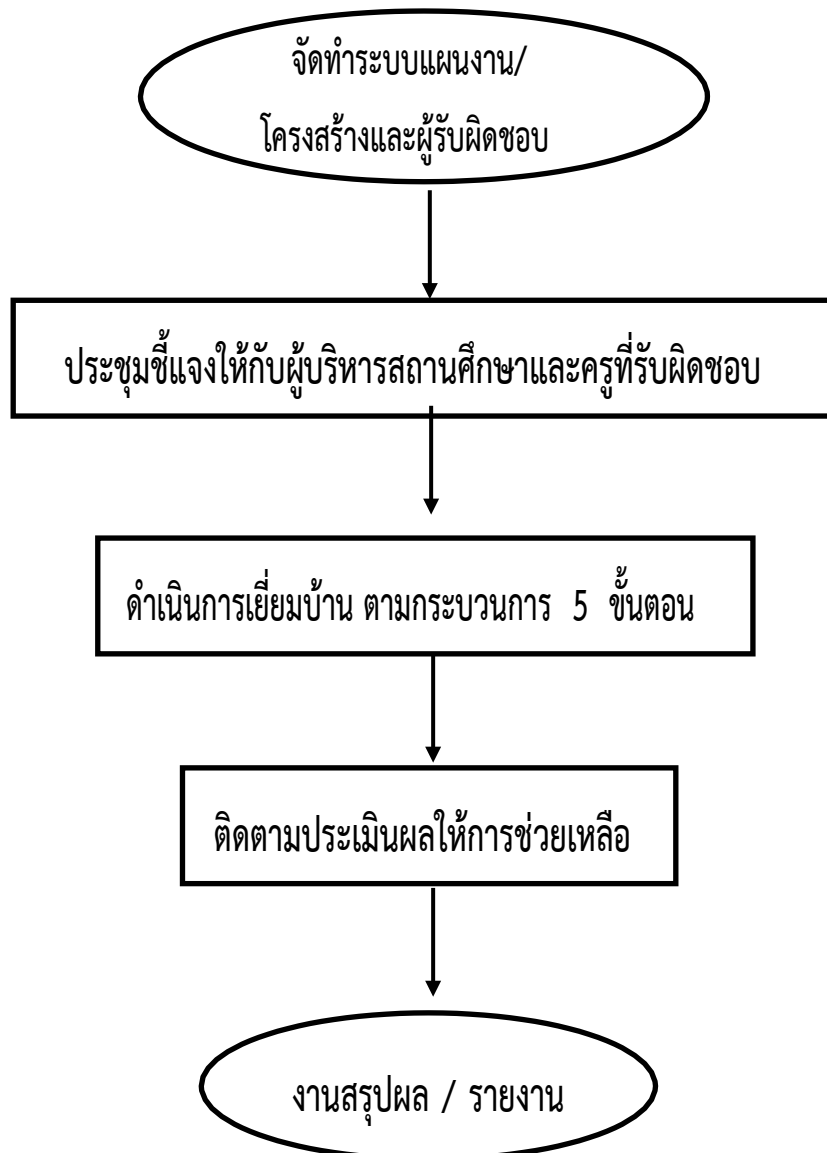 จัดทำระบบแผนงาน/
โครงสร้างและผู้รับผิดชอบ
ประชุมชี้แจงให้กับผู้บริหารสถานศึกษาและครูที่รับผิดชอบ
ดำเนินการเยี่ยมบ้าน ตามกระบวนการ 5 ขั้นตอน
ติดตามประเมินผลให้การช่วยเหลือ
งานสรุปผล / รายงาน